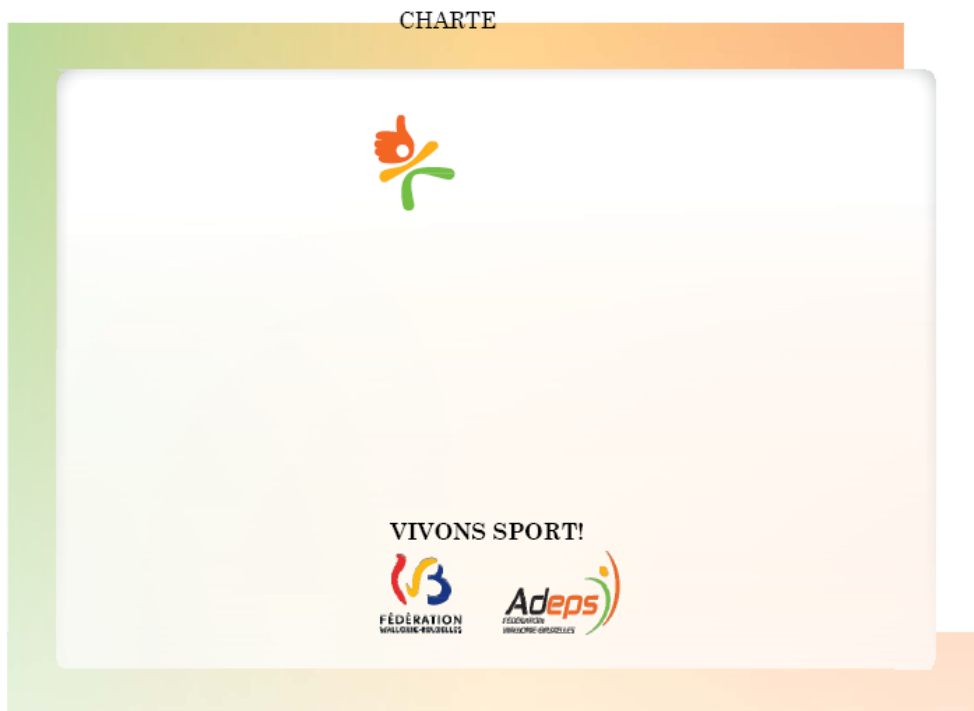 CHARTE
VIVONS SPORT!
FÉDÉRATION
WALLONIE-BRUXELLES
Adeps
FÉDÉRATION
WALLONIE-BRUXELLES